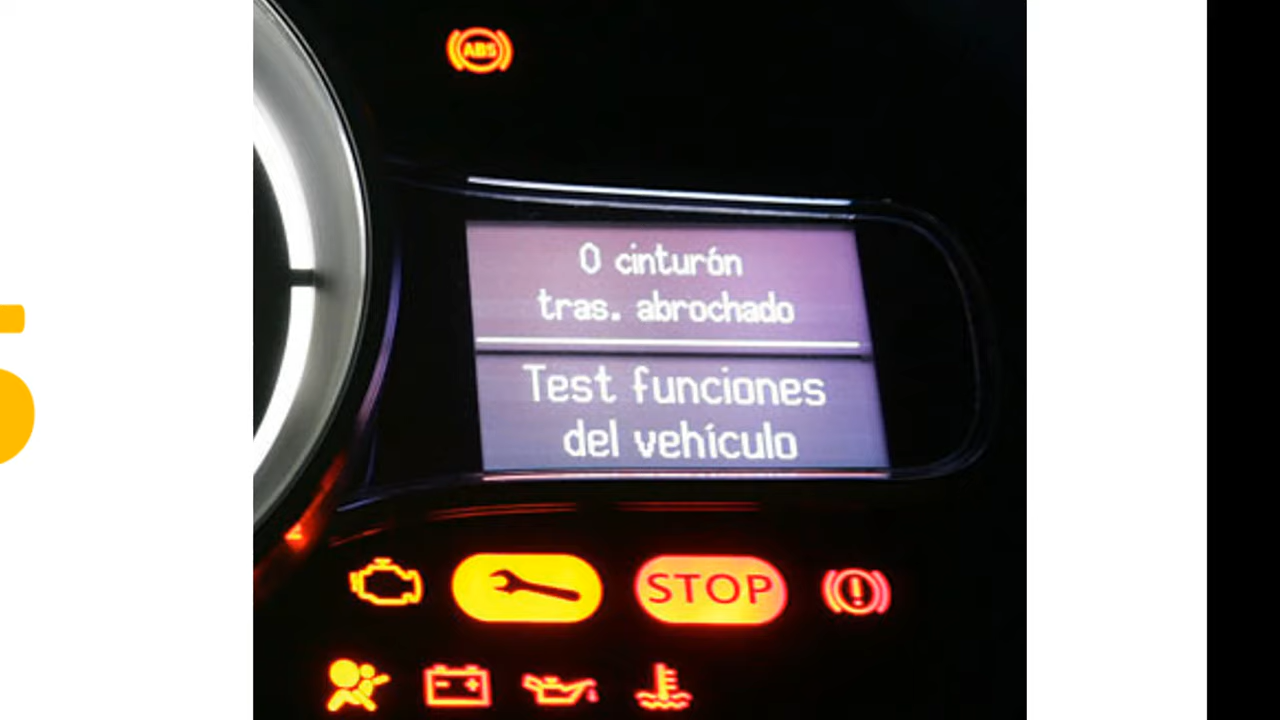 ABS
0 cinturón
tras. abrochado
Test funciones
del vehículo
STOP